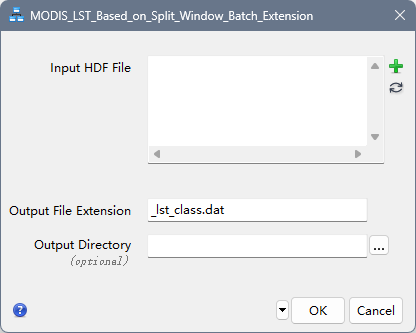 MODIS_LST_Based_on_Split_Window_Batch_Extension
Input HDF File
Output File Extension
_lst_class.dat
Output Directory
(optional)
...
OK
Cancel